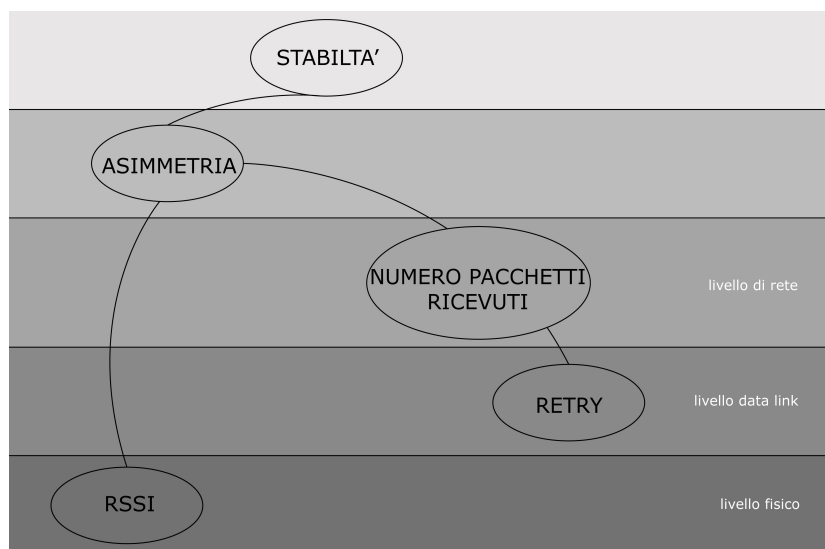 STABILTA'
ASIMMETRIA
NUMERO PACCHETTI
RICEVUTI
livello di rete
RETRY
livello data link
RSSI
livello fisico